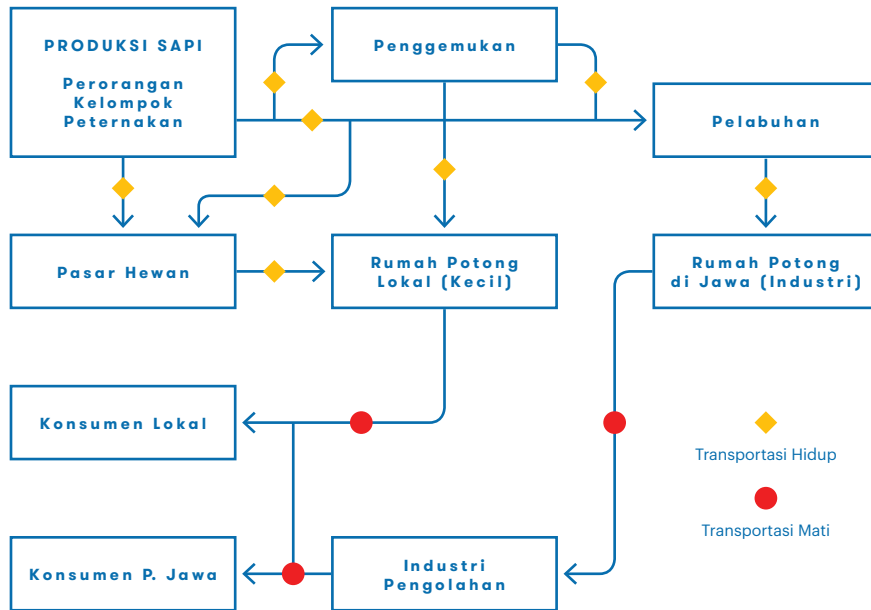 PRODUKSI SAPI
Perorangan
Kelompok
Peternakan
Penggemukan
Pelabuhan
Pasar Hewan
Rumah Potong
Lokal (Kecil)
Rumah Potong
di Jawa (Industri)
Konsumen Lokal
Transportasi Hidup
Transportasi Mati
Konsumen P. Jawa
Industri
Pengolahan